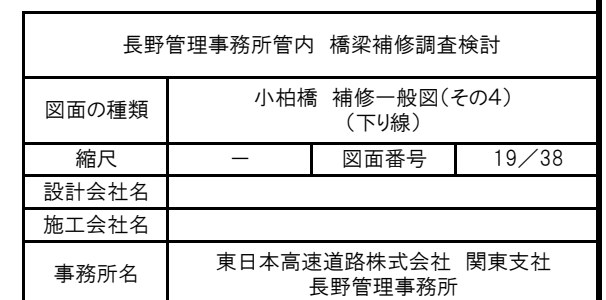 長野管理事務所管内 橋梁補修調査検討
図面の種類 小柏橋 補修一般図(その4)
(下り線)
縮尺 － 図面番号 19／38
設計会社名
施工会社名
事務所名 東日本高速道路株式会社 関東支社
長野管理事務所